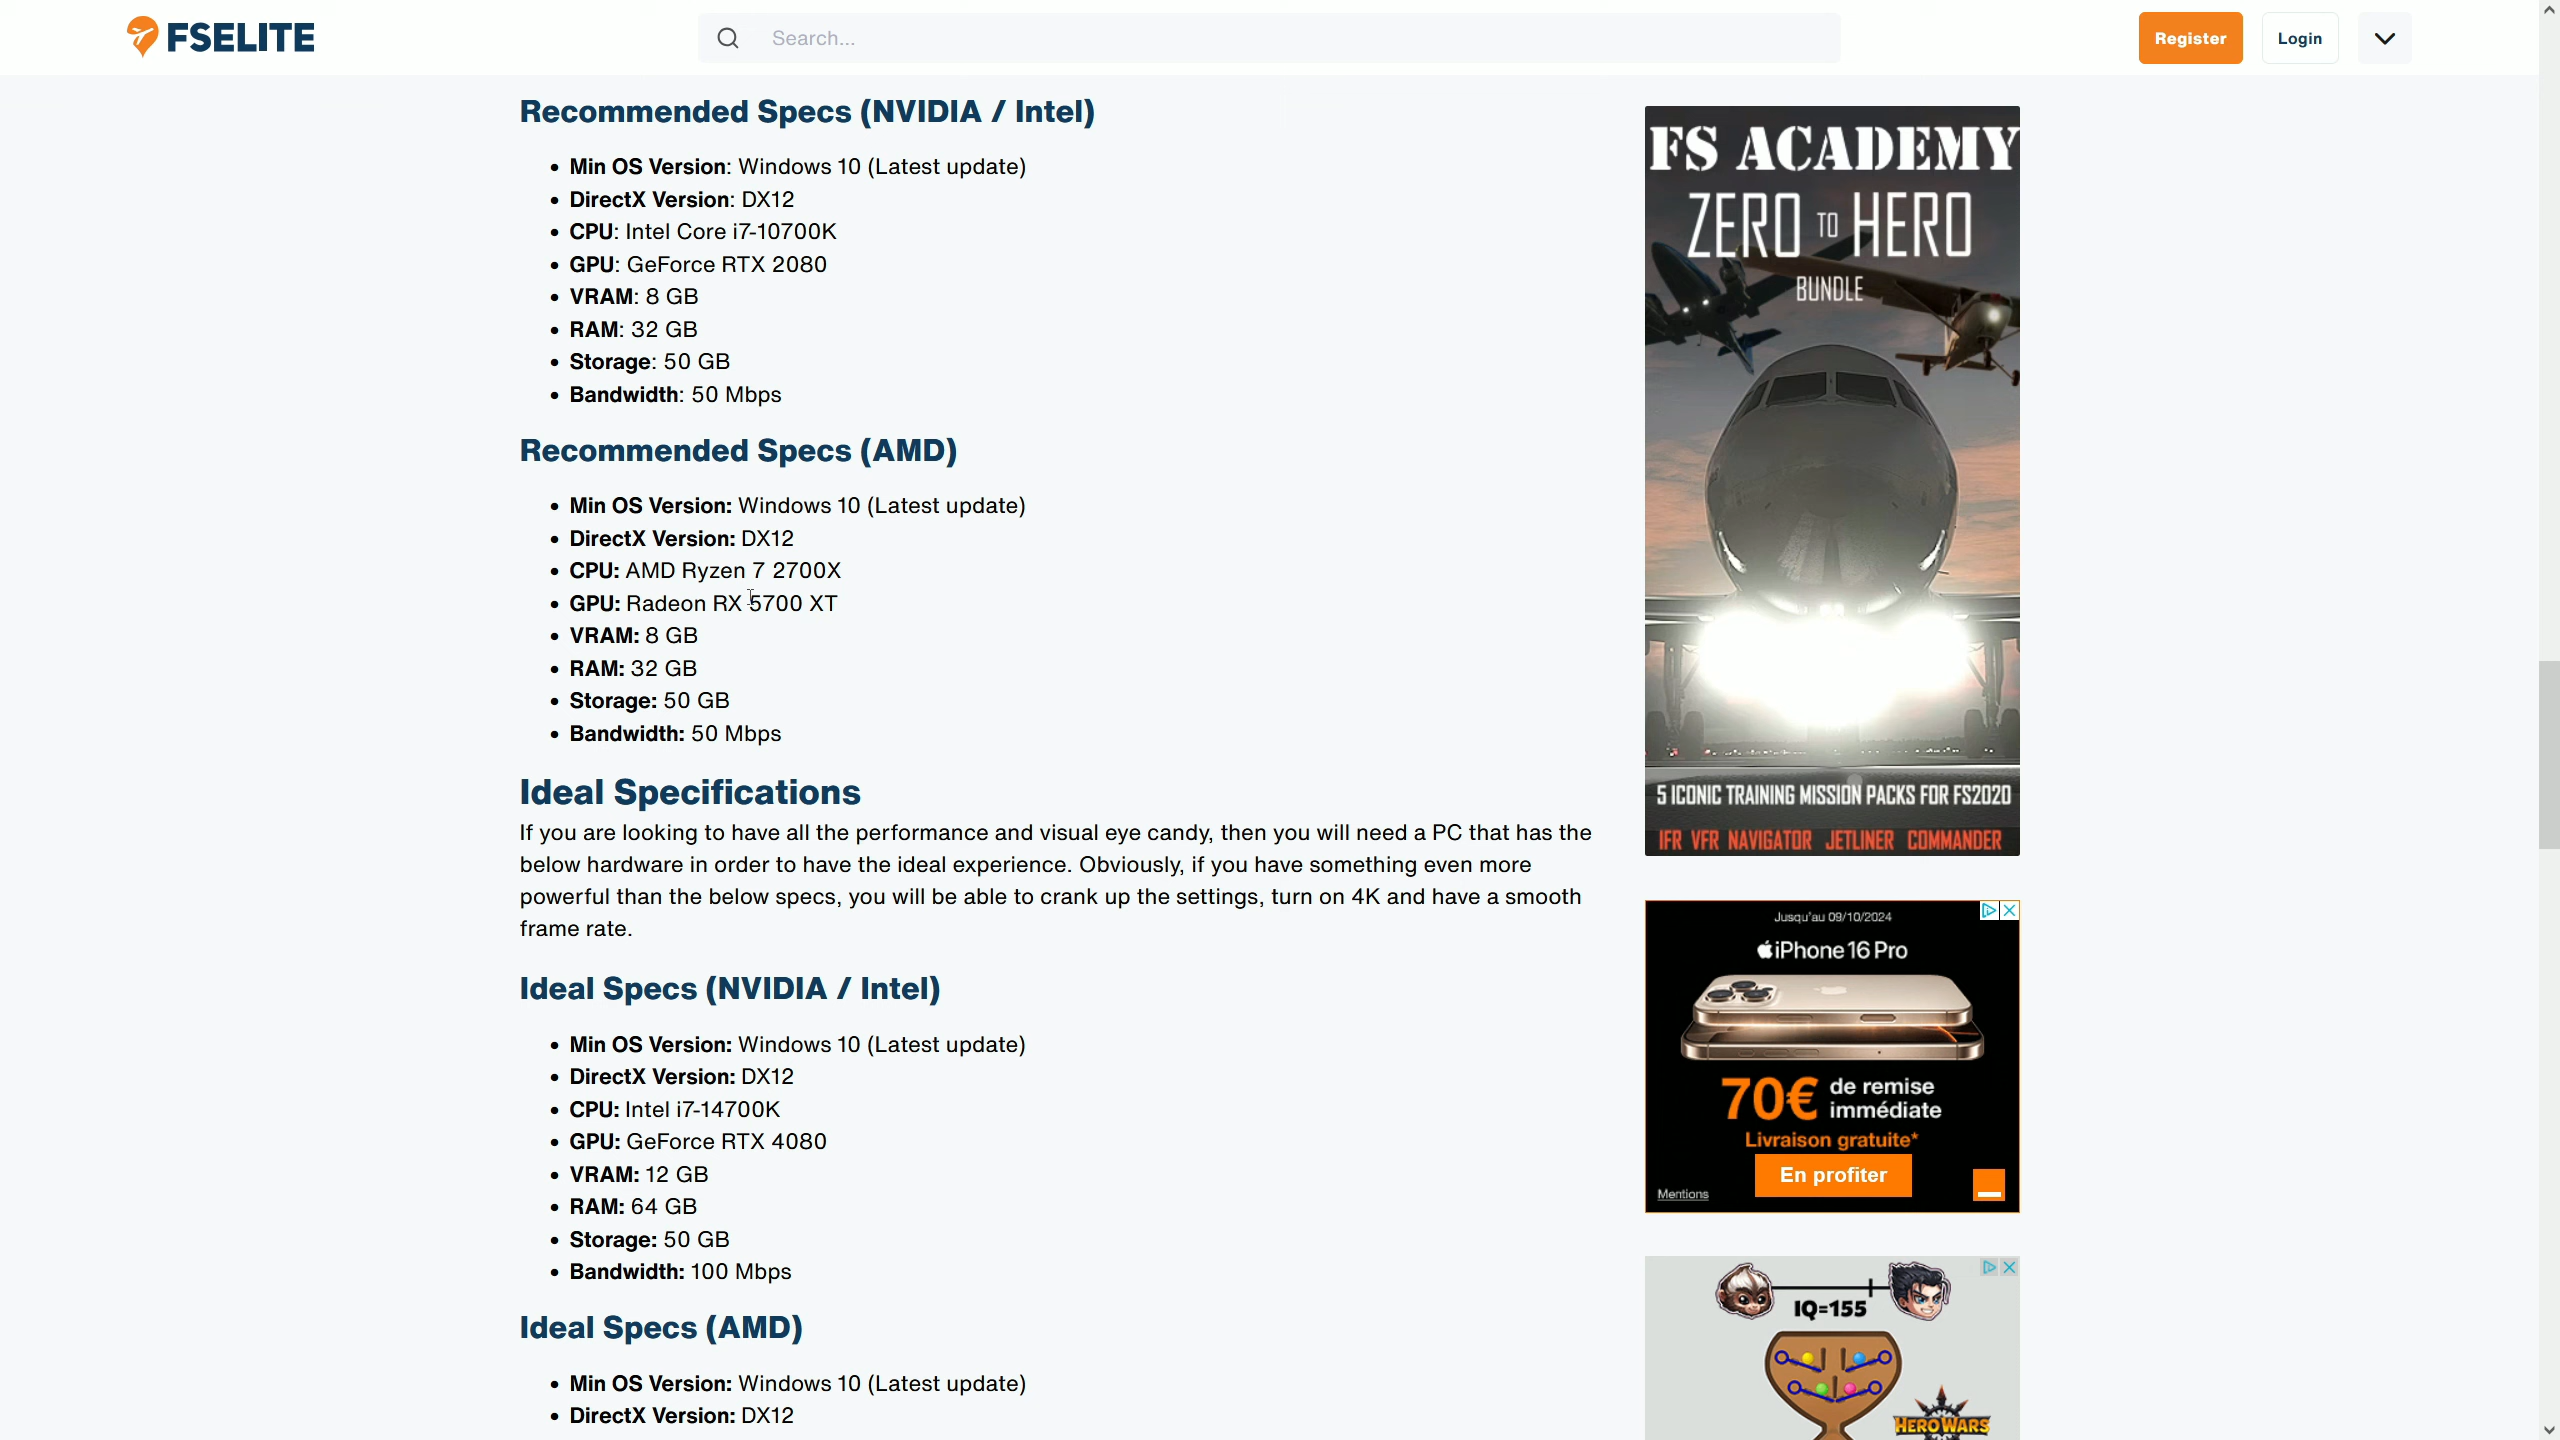 FSELITE
Search...
Register
Login
Recommended Specs (NVIDIA / Intel)
• Min OS Version: Windows 10 (Latest update)
• DirectX Version: DX12
• CPU: Intel Core i7-10700K
• GPU: GeForce RTX 2080
• VRAM: 8 GB
• RAM: 32 GB
• Storage: 50 GB
• Bandwidth: 50 Mbps
Recommended Specs (AMD)
• Min OS Version: Windows 10 (Latest update)
• DirectX Version: DX12
• CPU: AMD Ryzen 7 2700X
• GPU: Radeon RX 5700 XT
• VRAM: 8 GB
• RAM: 32 GB
• Storage: 50 GB
• Bandwidth: 50 Mbps
Ideal Specifications
If you are looking to have all the performance and visual eye candy, then you will need a PC that has the
below hardware in order to have the ideal experience. Obviously, if you have something even more
powerful than the below specs, you will be able to crank up the settings, turn on 4K and have a smooth
frame rate.
Ideal Specs (NVIDIA / Intel)
• Min OS Version: Windows 10 (Latest update)
• DirectX Version: DX12
• CPU: Intel i7-14700K
• GPU: GeForce RTX 4080
• VRAM: 12 GB
• RAM: 64 GB
• Storage: 50 GB
• Bandwidth: 100 Mbps
Ideal Specs (AMD)
• Min OS Version: Windows 10 (Latest update)
• DirectX Version: DX12
FS ACADEMY
ZERO TO HERO
BUNDLE
5 ICONIC TRAINING MISSION PACKS FOR FS2020
IFR VFR NAVIGATOR JETLINER COMMANDER
Jusqu'au 09/10/2024
iPhone 16 Pro
70€ de remise
immédiate
Livraison gratuite*
En profiter
Mentions
IQ=155
HERO WARS